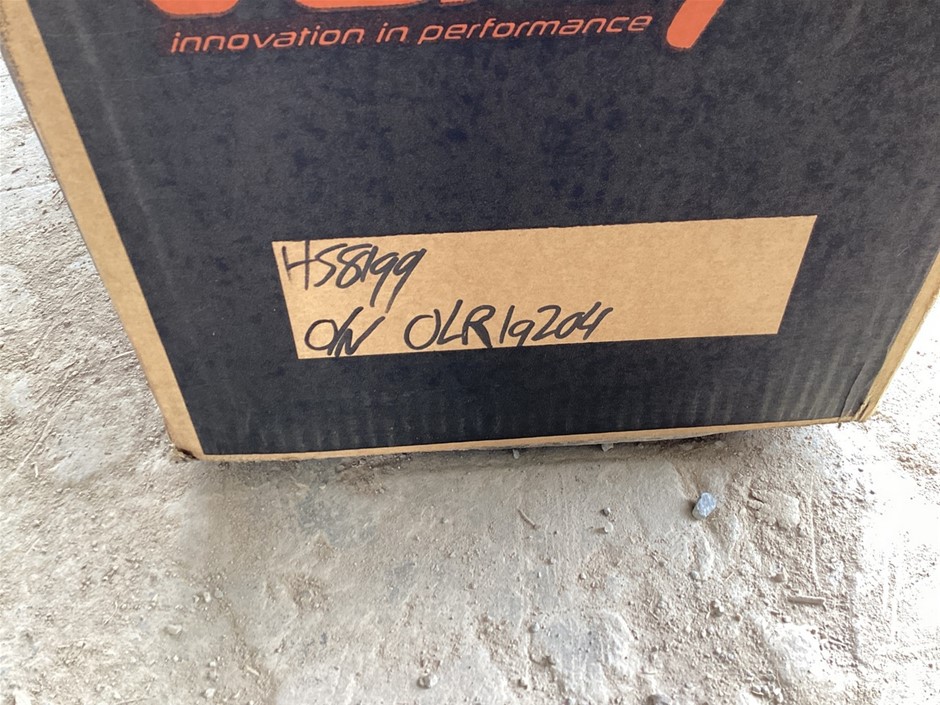 innovation in performance
HS8199
O/N OLR19204